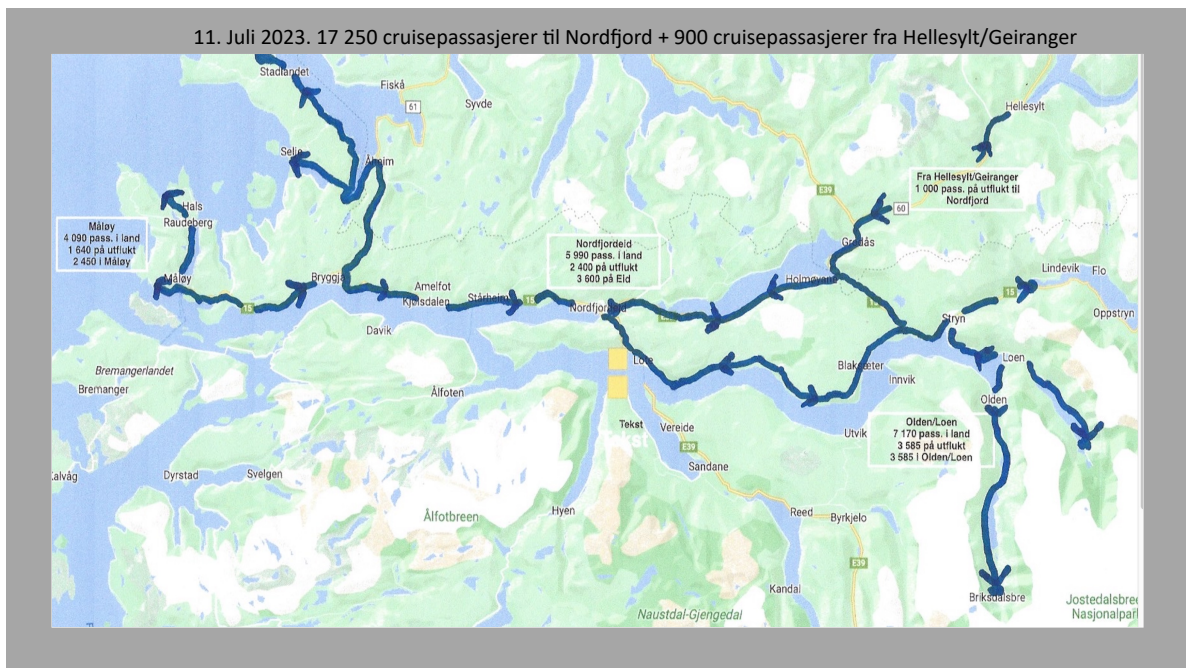 11. Juli 2023. 17 250 cruisepassasjerer til Nordfjord + 900 cruisepassasjerer fra Hellesylt/Geiranger
Stadlandet
Fiskå
61
Syvde
Hellesylt
Selje
Åheim
E39
Fra Hellesylt/Geiranger
1 000 pass. på utflukt til
Nordfjord
60
Hals
Raudeberg
Måløy
4 090 pass. i land
1 640 på utflukt
2 450 i Måløy
Nordfjordeid
5 990 pass. i land
2 400 på utflukt
3 600 på Eid
Grodås
Måløy
Bryggja
Amelfot
Kjølsdalen
Stårheim
15
Nordfjordeid
Holmøyane
Lindevik
Flo
15
15
Oppstryn
Stryn
Davik
Lote
Loen
Bremangerlandet
Bremanger
Ålfoten
Blaksæter
Innvik
Olden
Tekst
Tekst
Vereide
E39
Utvik
Olden/Loen
7 170 pass. i land
3 585 på utflukt
3 585 i Olden/Loen
Kalvåg
Dyrstad
Svelgen
Sandane
Ålfotbreen
Hyen
Reed
Byrkjelo
E39
Kandal
Briksdalsbre
Naustdal-Gjengedal
Jostedalsbre
Nasjonalpark